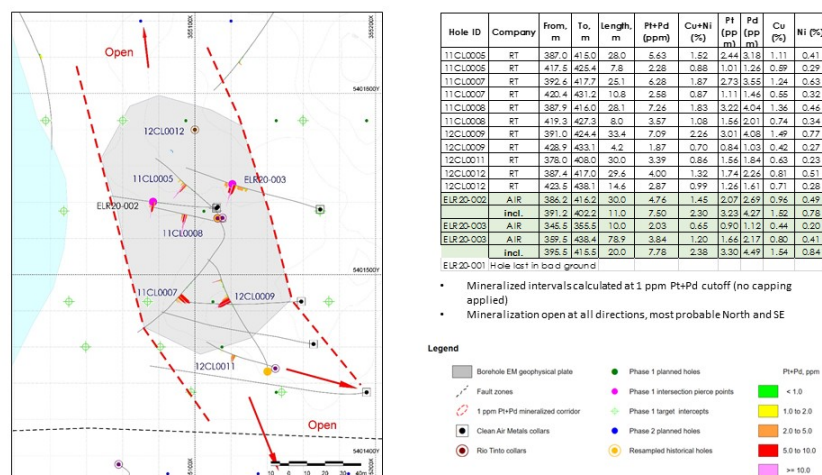 355100X
355200X
Open
5401600Y
12CL0012
11CL0005
ELR20-003
ELR20-002
11CL0008
5401500Y
11CL0007
12CL0009
12CL0011
Open
5401400Y
Hole ID Company From, m To, m Length, m Pt+Pd (ppm) Cu+Ni (%) Pt (pp m) Pd (pp m) Cu (%) Ni (%)
11CL0005 RT 387.0 415.0 28.0 5.63 1.52 2.44 3.18 1.11 0.41
11CL0005 RT 417.5 425.4 7.8 2.28 0.88 1.01 1.26 0.59 0.29
11CL0007 RT 392.6 417.7 25.1 6.28 1.87 2.73 3.55 1.24 0.63
11CL0007 RT 420.4 431.2 10.8 2.58 0.87 1.11 1.46 0.55 0.32
11CL0008 RT 387.9 416.0 28.1 7.26 1.83 3.22 4.04 1.36 0.46
11CL0008 RT 419.3 427.3 8.0 3.57 1.08 1.56 2.01 0.74 0.34
12CL0009 RT 391.0 424.4 33.4 7.09 2.26 3.01 4.08 1.49 0.77
12CL0009 RT 428.9 433.1 4.2 1.87 0.70 0.84 1.03 0.42 0.27
12CL0011 RT 378.0 408.0 30.0 3.39 0.86 1.56 1.84 0.63 0.23
12CL0012 RT 387.4 417.0 29.6 4.00 1.32 1.74 2.26 0.81 0.51
12CL0012 RT 423.5 438.1 14.6 2.87 0.99 1.26 1.61 0.71 0.28
ELR20-002 AIR 386.2 416.2 30.0 4.76 1.45 2.07 2.69 0.96 0.49
incl. 391.2 402.2 11.0 7.50 2.30 3.23 4.27 1.52 0.78
ELR20-003 AIR 345.5 355.5 10.0 2.03 0.65 0.90 1.12 0.44 0.20
ELR20-003 AIR 359.5 438.4 78.9 3.84 1.20 1.66 2.17 0.80 0.41
incl. 395.5 415.5 20.0 7.78 2.38 3.30 4.49 1.54 0.84
ELR20-001 Hole lost in bad ground
• Mineralized intervals calculated at 1 ppm Pt+Pd cutoff (no capping
applied)
• Mineralization open at all directions, most probable North and SE
Legend
Borehole EM geophysical plate
Fault zones
1 ppm Pt+Pd mineralized corridor
Clean Air Metals collars
Rio Tinto collars
Phase 1 planned holes
Phase 1 intersection pierce points
Phase 1 target intercepts
Phase 2 planned holes
Resampled historical holes
Pt+Pd, ppm
< 1.0
1.0 to 2.0
2.0 to 5.0
5.0 to 10.0
>= 10.0